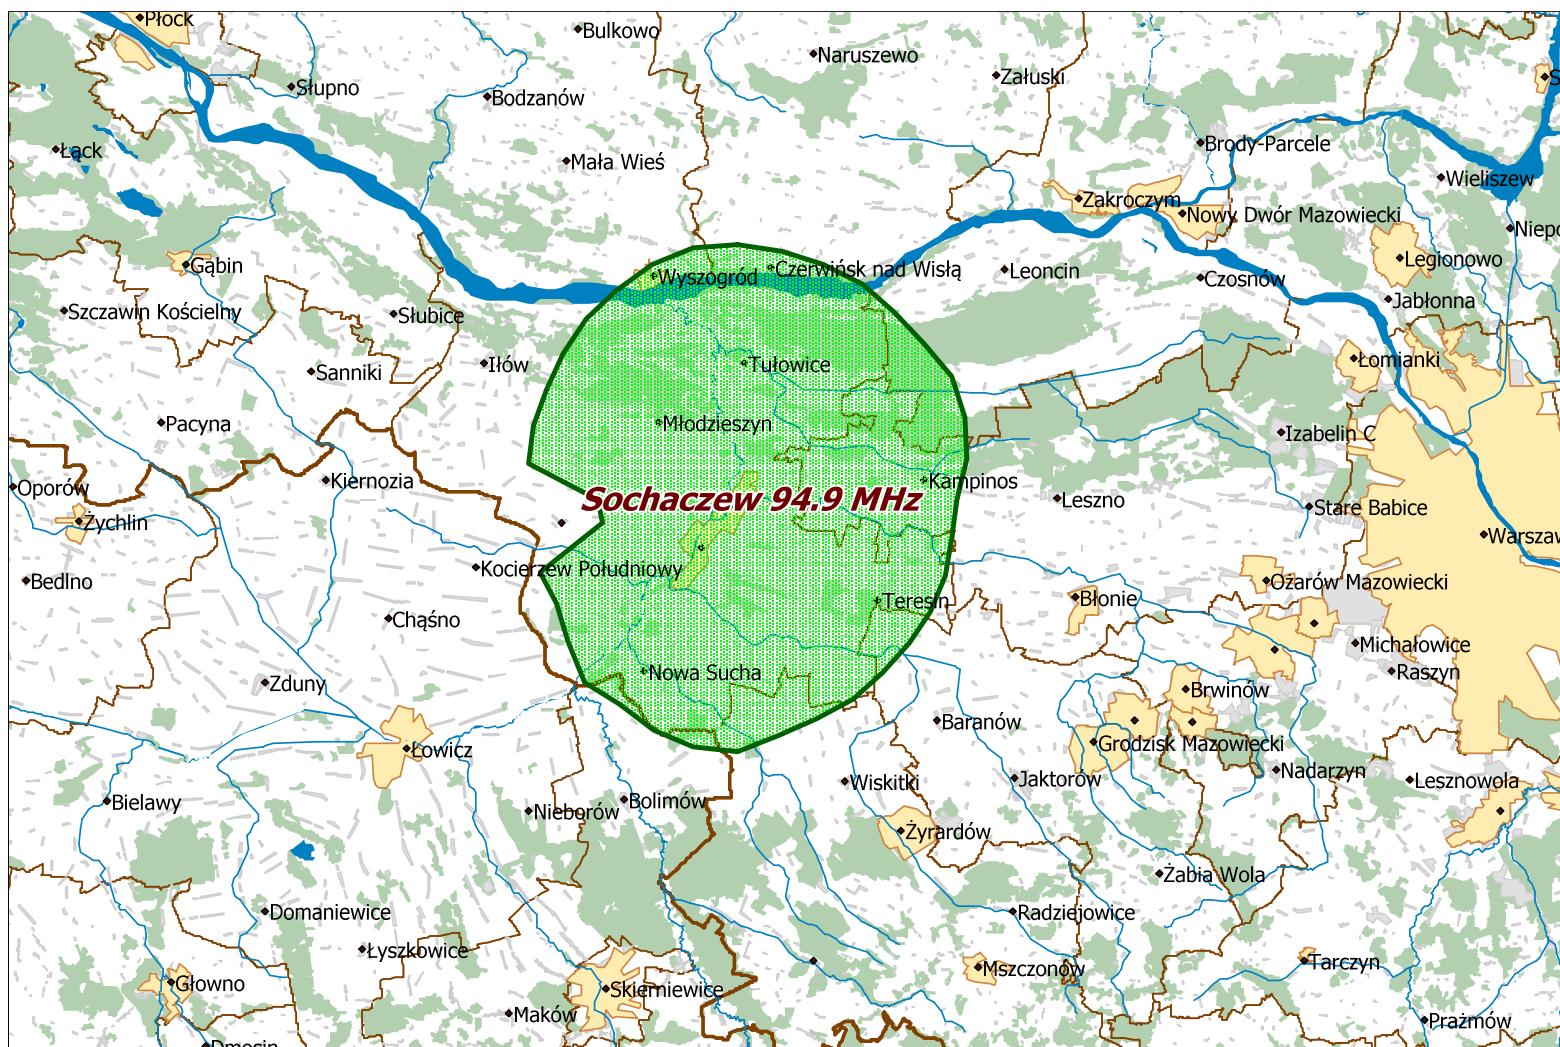 Płock
Bulkowo
Naruszewo
Załuski
Słupno
Bodzanów
Łąck
Mała Wieś
Brody-Parcele
Wieliszew
Zakroczym
Nowy Dwór Mazowiecki
Gąbin
Wyszogród
Czerwińsk nad Wisłą
Leoncin
Czosnów
Legionowo
Jabłonna
Szczawin Kościelny
Słubice
Iłów
Tułowice
Łomianki
Sanniki
Pacyna
Młodzieszyn
Izabelin C
Oporów
Kiernozia
Kampinos
Leszno
Sochaczew 94.9 MHz
Stare Babice
Żychlin
Bedlno
Kocierzew Południowy
Ożarów Mazowiecki
Teresin
Błonie
Chąśno
Michałowice
Raszyn
Nowa Sucha
Zduny
Brwinów
Baranów
Łowicz
Grodzisk Mazowiecki
Nadarzyn
Lesznowola
Wiskitki
Jaktorów
Bielawy
Nieborów
Bolimów
Żyrardów
Żabia Wola
Domaniewice
Radziejowice
Łyszkowice
Mszczonów
Tarczyn
Głowno
Skierniewice
Maków
Prażmów